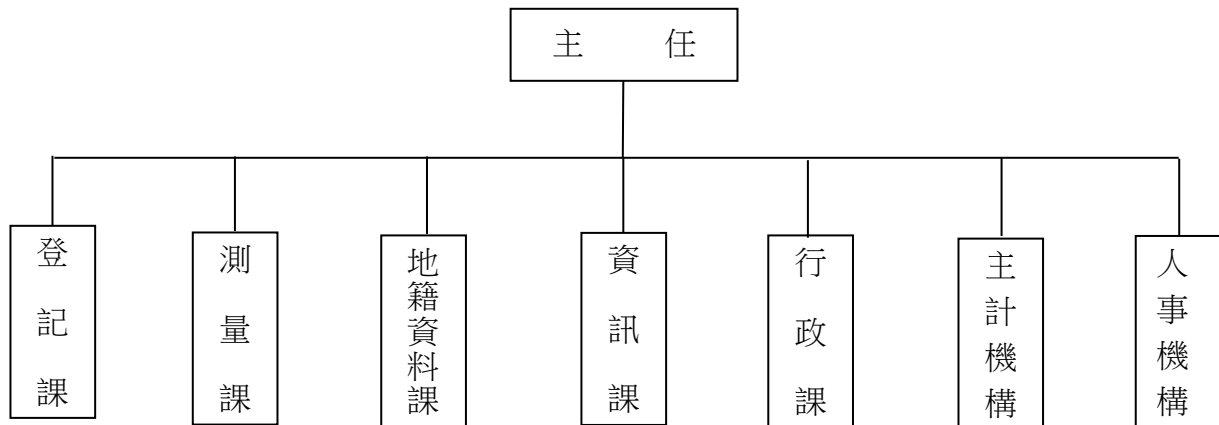 主任
登記課
測量課
地籍資料課
資訊課
行政課
主計機構
人事機構